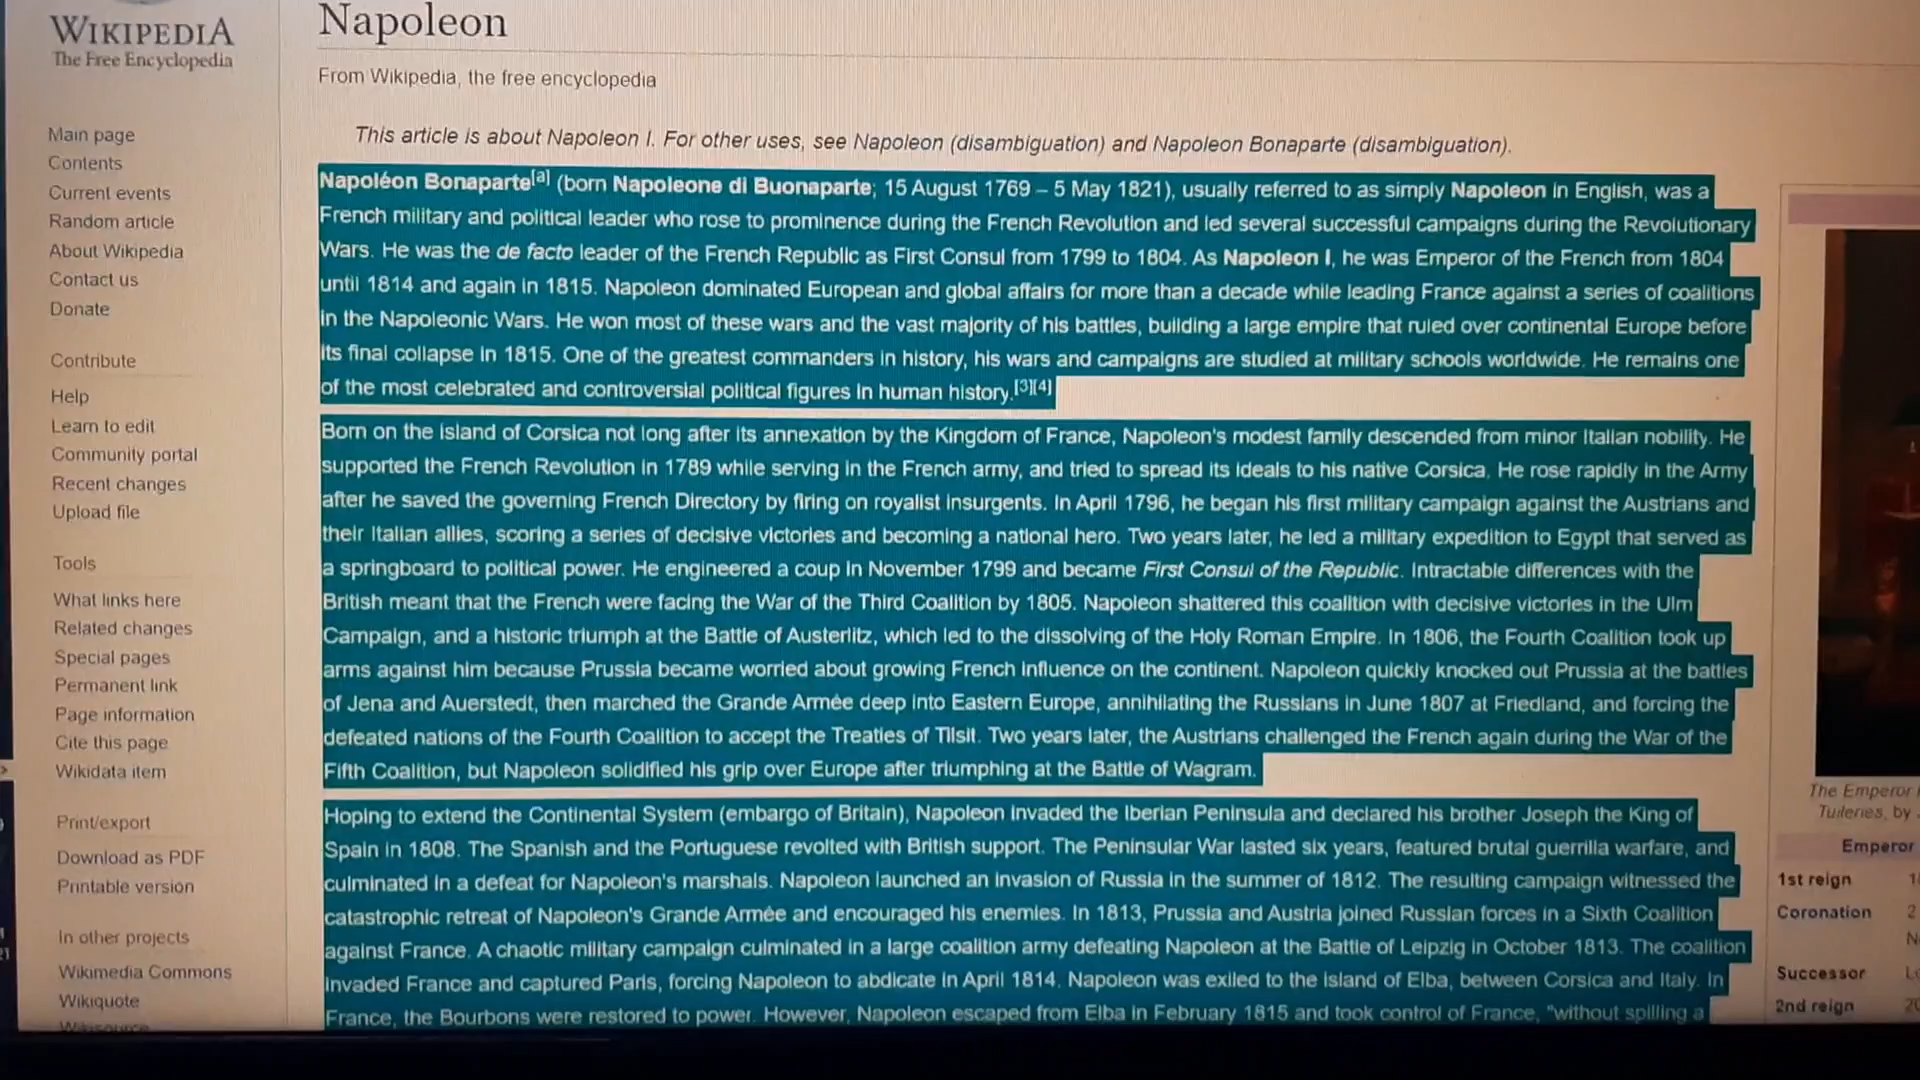 WIKIPEDIA
The Free Encyclopedia
Main page
Contents
Current events
Random article
About Wikipedia
Contact us
Donate
Contribute
Help
Learn to edit
Community portal
Recent changes
Upload file
Tools
What links here
Related changes
Special pages
Permanent link
Page information
Cite this page
Wikidata item
Print/export
Download as PDF
Printable version
In other projects
Wikimedia Commons
Wikiquote
Wikisource
Napoleon
From Wikipedia, the free encyclopedia
This article is about Napoleon I. For other uses, see Napoleon (disambiguation) and Napoleon Bonaparte (disambiguation).
Napoléon Bonaparte[a] (born Napoleone di Buonaparte; 15 August 1769 – 5 May 1821), usually referred to as simply Napoleon in English, was a
French military and political leader who rose to prominence during the French Revolution and led several successful campaigns during the Revolutionary
Wars. He was the de facto leader of the French Republic as First Consul from 1799 to 1804. As Napoleon I, he was Emperor of the French from 1804
until 1814 and again in 1815. Napoleon dominated European and global affairs for more than a decade while leading France against a series of coalitions
in the Napoleonic Wars. He won most of these wars and the vast majority of his battles, building a large empire that ruled over continental Europe before
its final collapse in 1815. One of the greatest commanders in history, his wars and campaigns are studied at military schools worldwide. He remains one
of the most celebrated and controversial political figures in human history.[3][4]
Born on the island of Corsica not long after its annexation by the Kingdom of France, Napoleon's modest family descended from minor Italian nobility. He
supported the French Revolution in 1789 while serving in the French army, and tried to spread its ideals to his native Corsica. He rose rapidly in the Army
after he saved the governing French Directory by firing on royalist insurgents. In April 1796, he began his first military campaign against the Austrians and
their Italian allies, scoring a series of decisive victories and becoming a national hero. Two years later, he led a military expedition to Egypt that served as
a springboard to political power. He engineered a coup in November 1799 and became First Consul of the Republic. Intractable differences with the
British meant that the French were facing the War of the Third Coalition by 1805. Napoleon shattered this coalition with decisive victories in the Ulm
Campaign, and a historic triumph at the Battle of Austerlitz, which led to the dissolving of the Holy Roman Empire. In 1806, the Fourth Coalition took up
arms against him because Prussia became worried about growing French influence on the continent. Napoleon quickly knocked out Prussia at the battles
of Jena and Auerstedt, then marched the Grande Armée deep into Eastern Europe, annihilating the Russians in June 1807 at Friedland, and forcing the
defeated nations of the Fourth Coalition to accept the Treaties of Tilsit. Two years later, the Austrians challenged the French again during the War of the
Fifth Coalition, but Napoleon solidified his grip over Europe after triumphing at the Battle of Wagram.
Hoping to extend the Continental System (embargo of Britain), Napoleon invaded the Iberian Peninsula and declared his brother Joseph the King of
Spain in 1808. The Spanish and the Portuguese revolted with British support. The Peninsular War lasted six years, featured brutal guerrilla warfare, and
culminated in a defeat for Napoleon's marshals. Napoleon launched an invasion of Russia in the summer of 1812. The resulting campaign witnessed the
catastrophic retreat of Napoleon's Grande Armée and encouraged his enemies. In 1813, Prussia and Austria joined Russian forces in a Sixth Coalition
against France. A chaotic military campaign culminated in a large coalition army defeating Napoleon at the Battle of Leipzig in October 1813. The coalition
invaded France and captured Paris, forcing Napoleon to abdicate in April 1814. Napoleon was exiled to the island of Elba, between Corsica and Italy. In
France, the Bourbons were restored to power. However, Napoleon escaped from Elba in February 1815 and took control of France, "without spilling a
The Emperor
Tuileries, by
Emperor
1st reign
Coronation
Successor
2nd reign